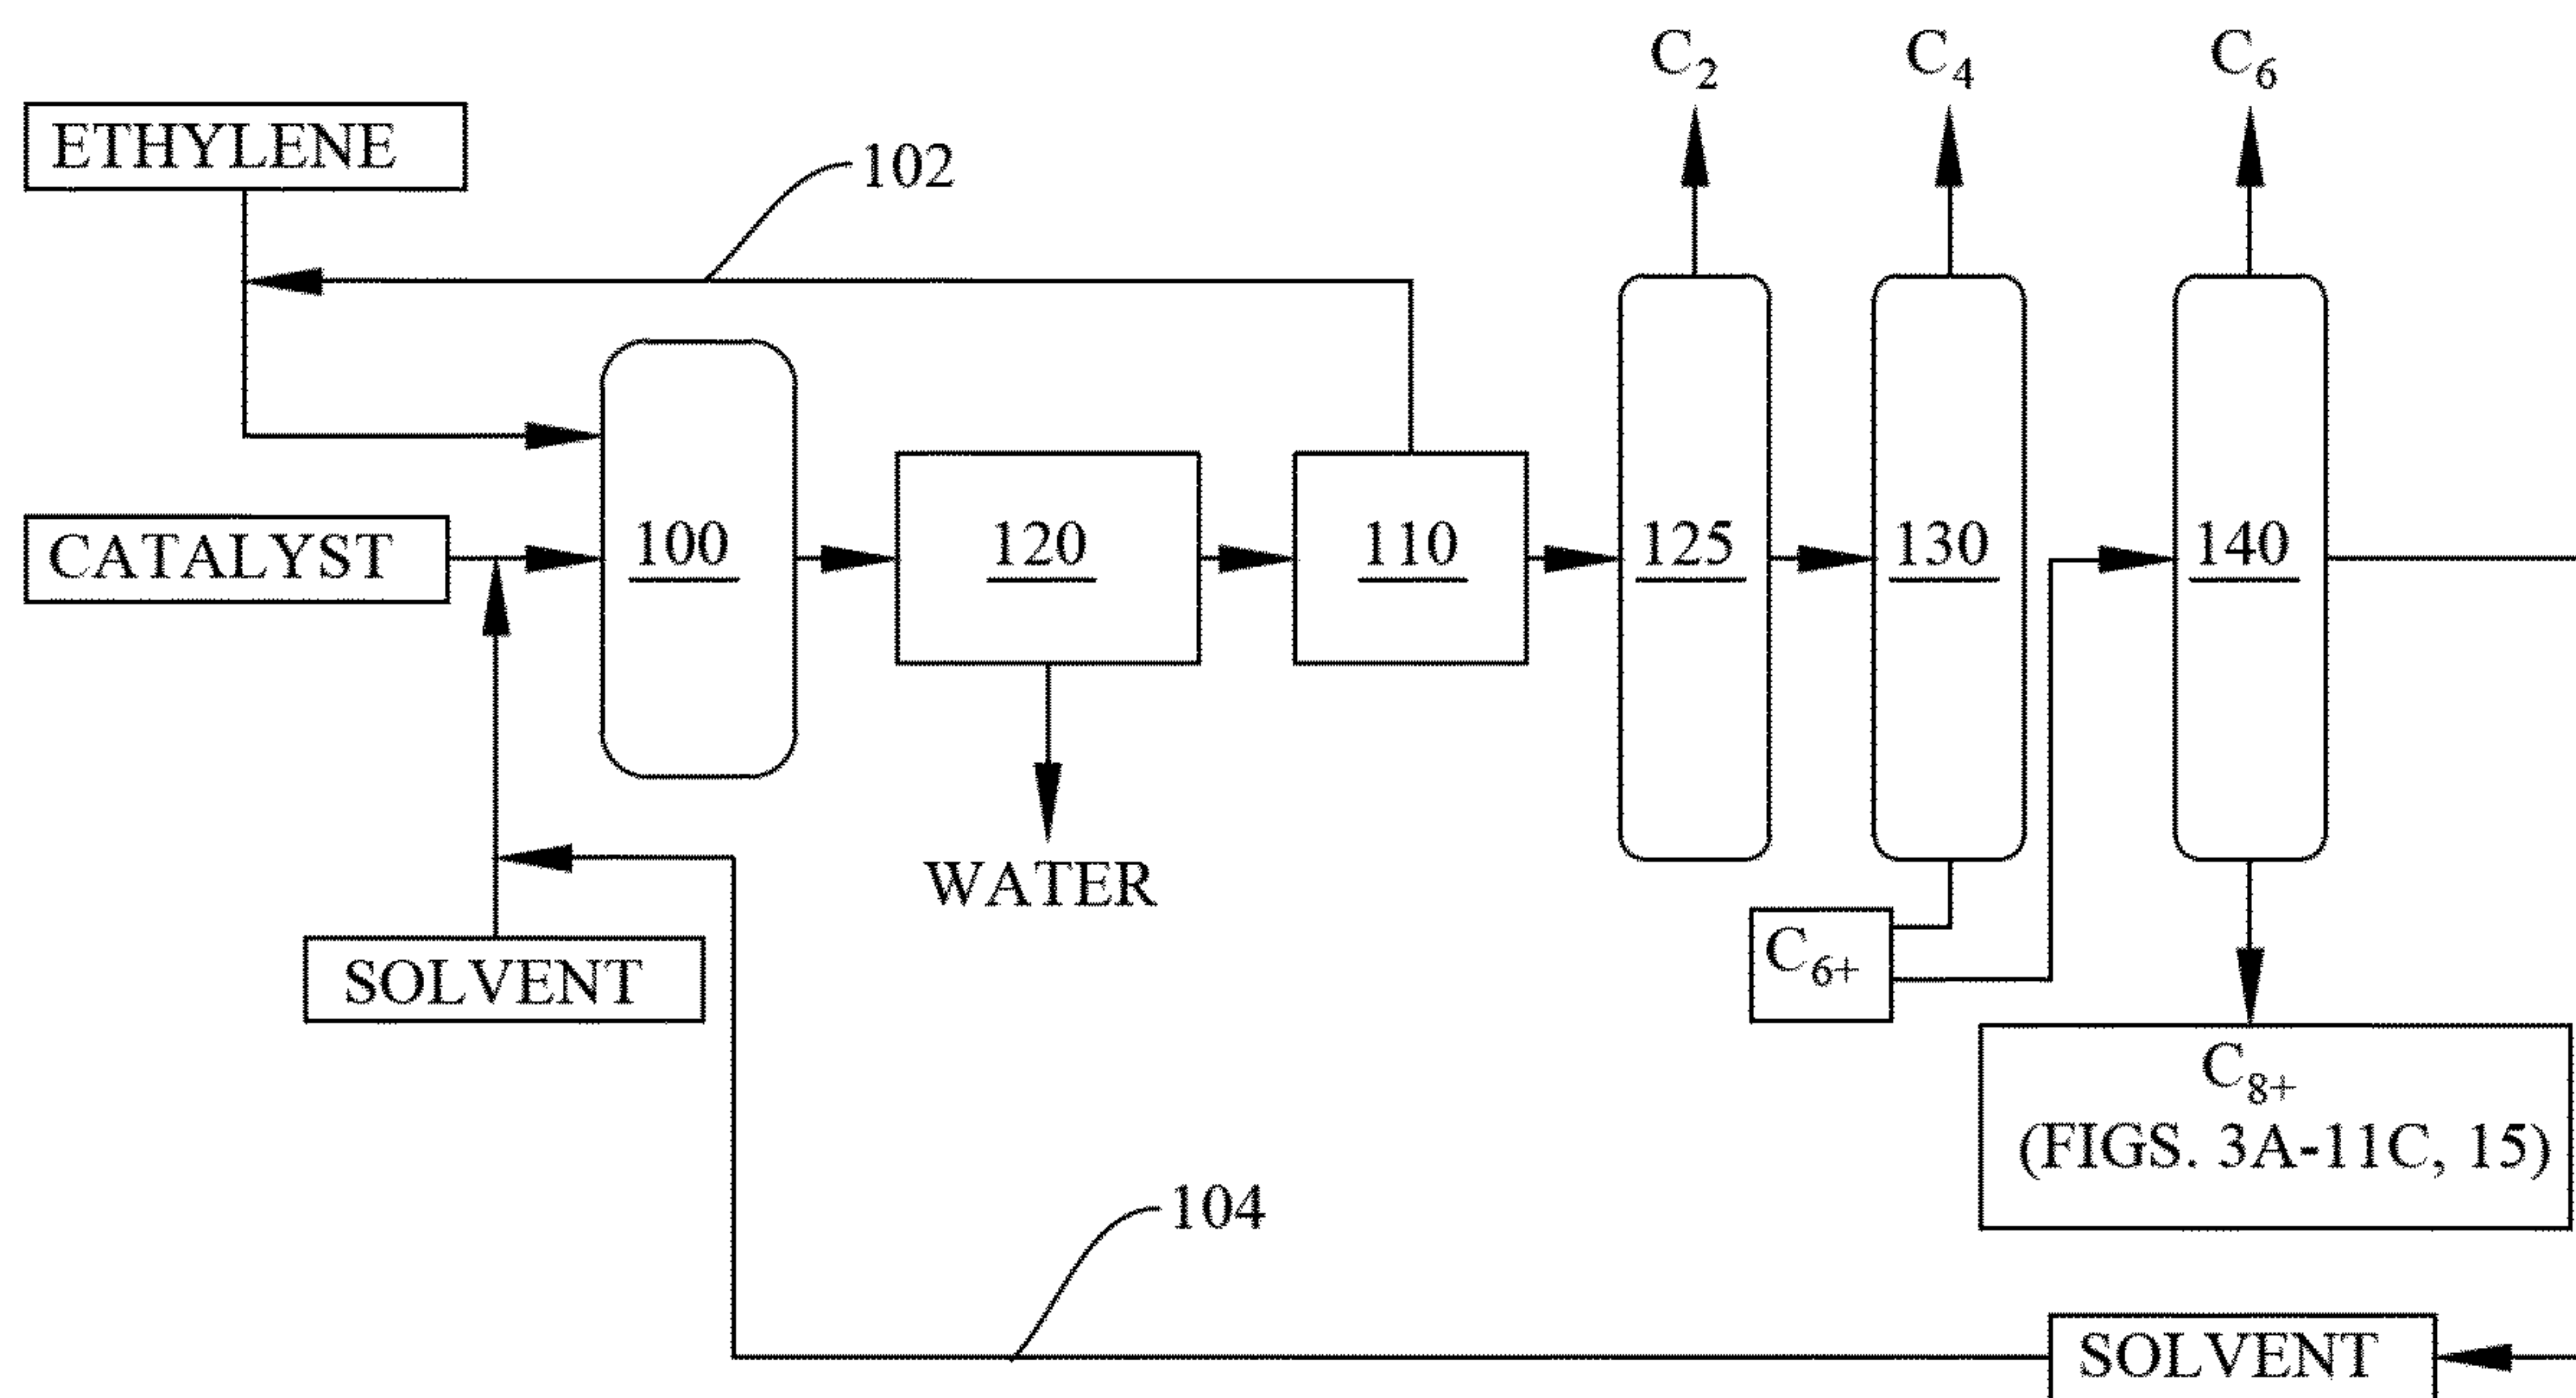 C2
C4
C6
ETHYLENE
102
CATALYST
100
120
110
125
130
140
WATER
SOLVENT
C6+
C8+
(FIGS. 3A-11C, 15)
104
SOLVENT